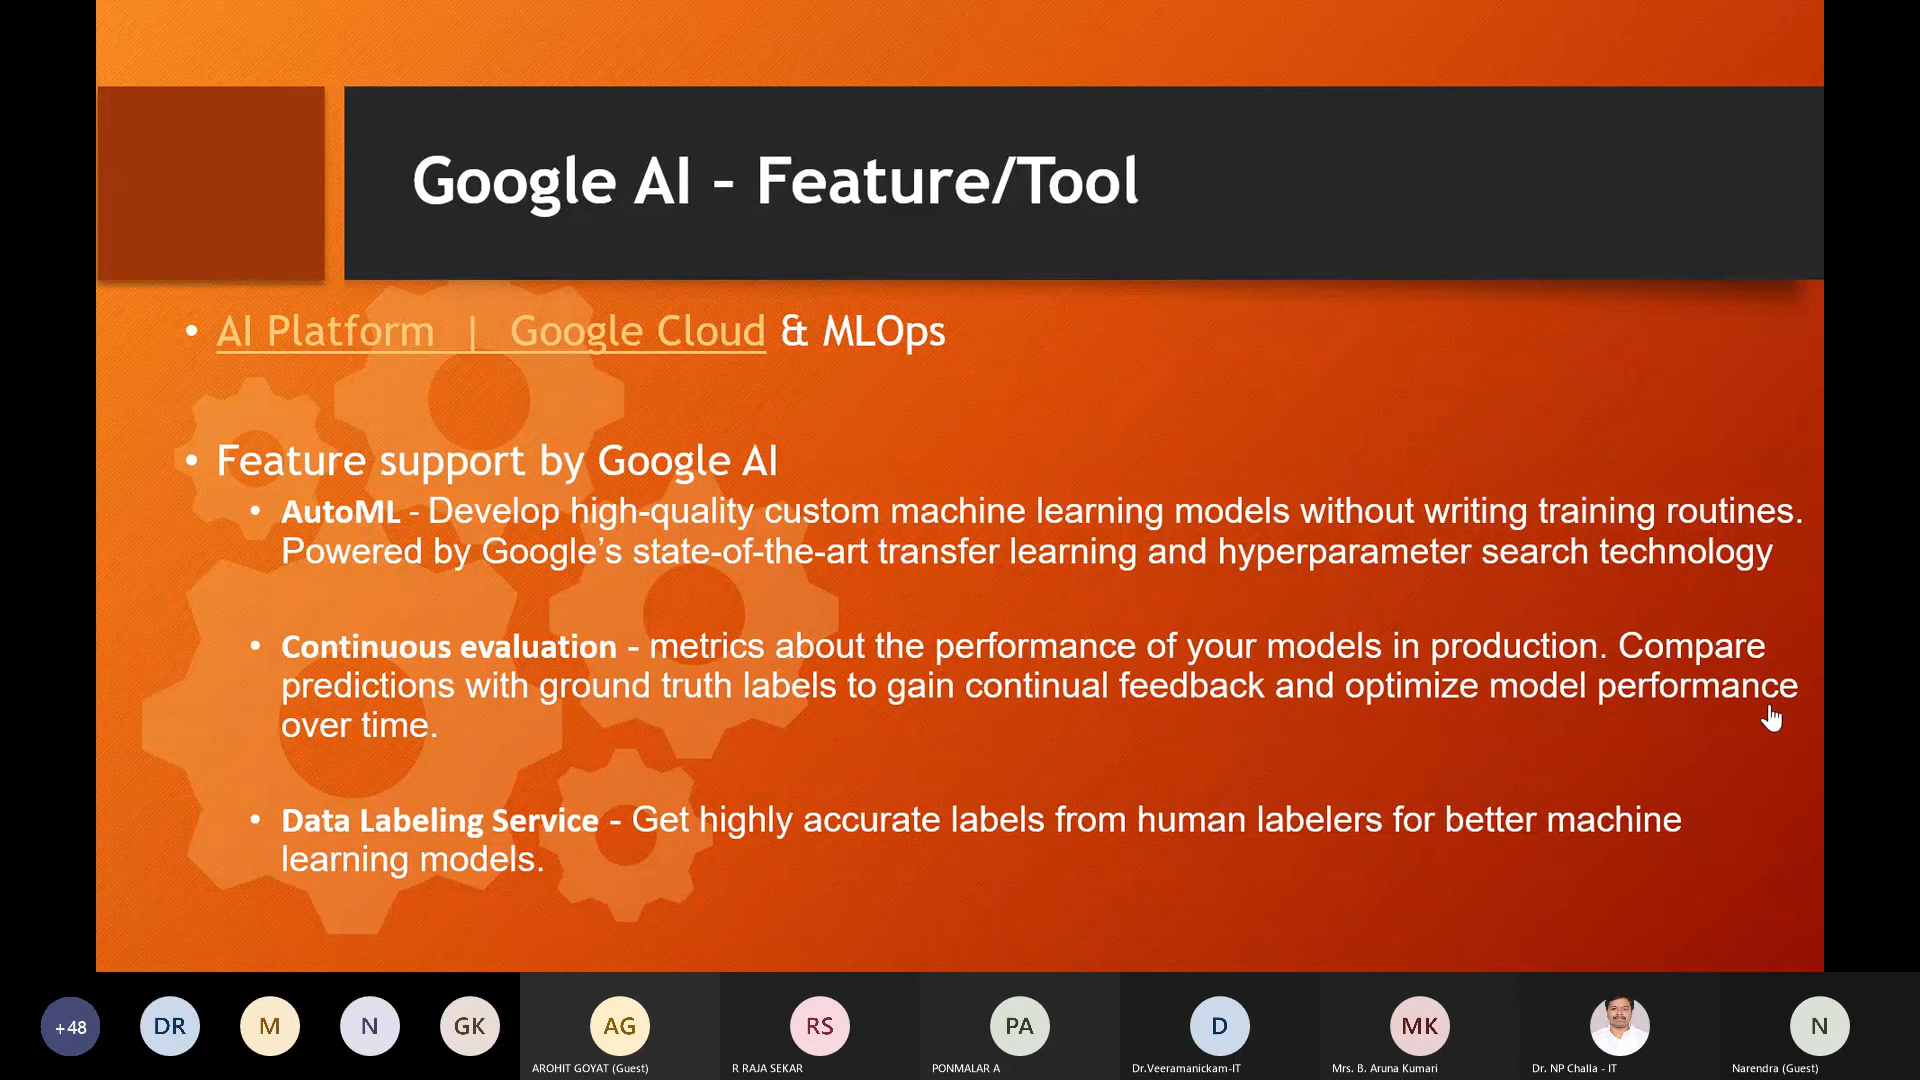 Google AI – Feature/Tool
• AI Platform | Google Cloud & MLOps
• Feature support by Google AI
• AutoML - Develop high-quality custom machine learning models without writing training routines.
Powered by Google’s state-of-the-art transfer learning and hyperparameter search technology
• Continuous evaluation - metrics about the performance of your models in production. Compare
predictions with ground truth labels to gain continual feedback and optimize model performance
over time.
• Data Labeling Service - Get highly accurate labels from human labelers for better machine
learning models.
+48 DR M N GK AG RS PA D MK N
AROHIT GOYAT (Guest) R RAJA SEKAR PONMALAR A Dr.Veeramanickam-IT Mrs. B. Aruna Kumari Dr. NP Challa - IT Narendra (Guest)